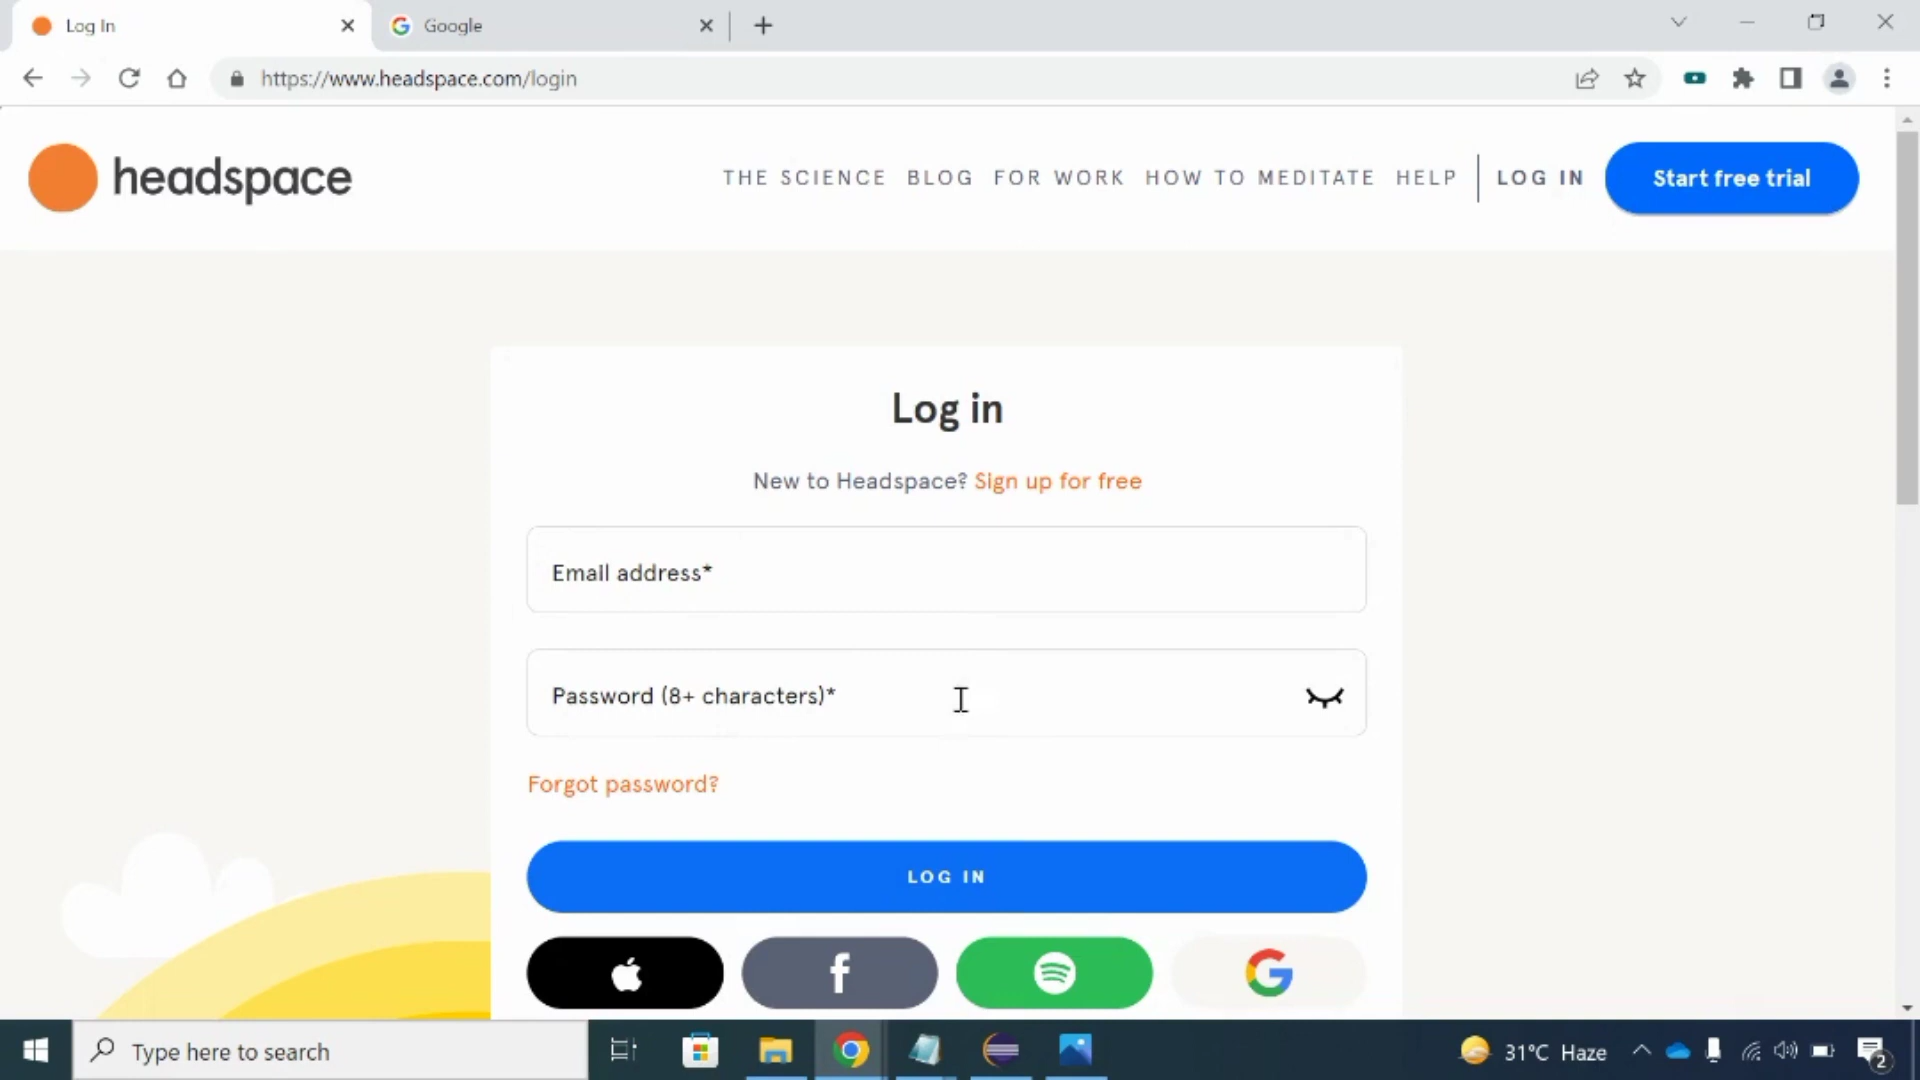 Log In
Google
https://www.headspace.com/login
headspace
THE SCIENCE BLOG FOR WORK HOW TO MEDITATE HELP LOG IN Start free trial
Log in
New to Headspace? Sign up for free
Email address*
Password (8+ characters)*
Forgot password?
LOG IN
Type here to search
31°C Haze
2